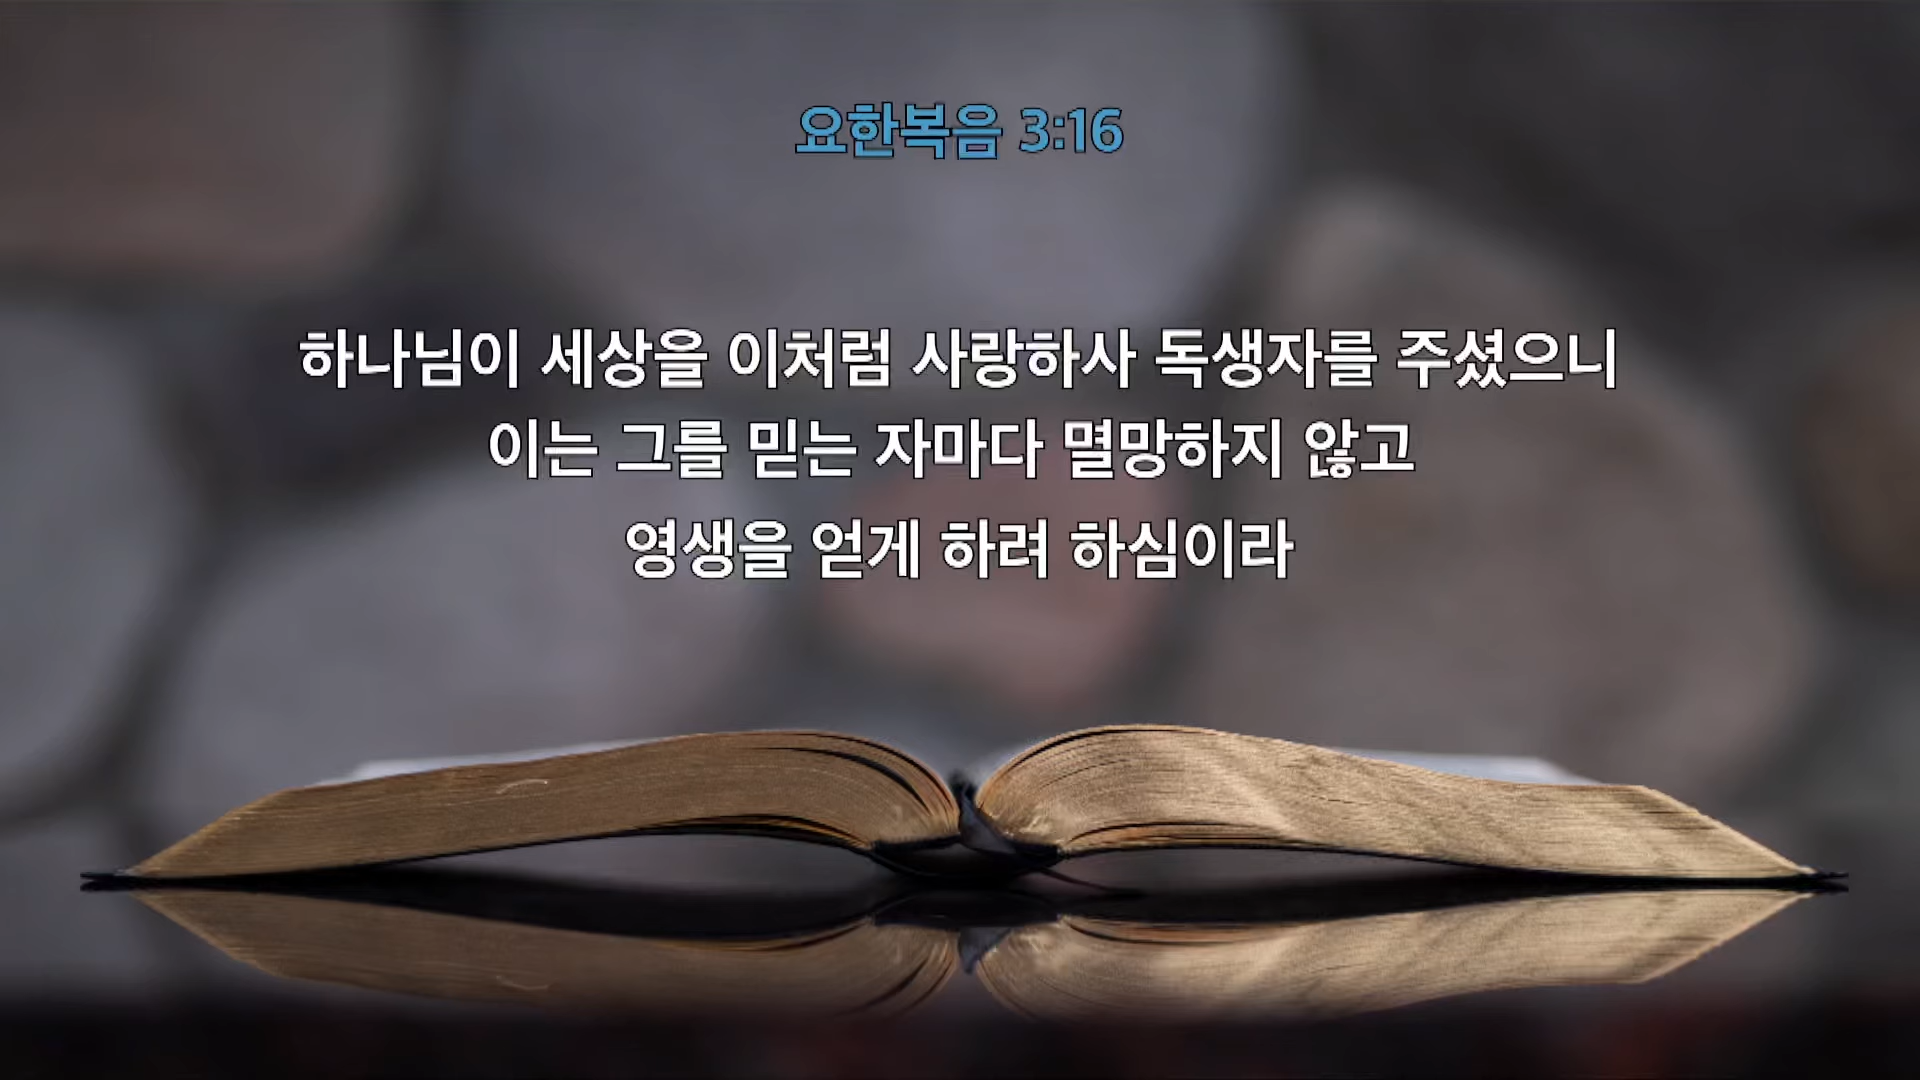 요한복음 3:16
하나님이 세상을 이처럼 사랑하사 독생자를 주셨으니
이는 그를 믿는 자마다 멸망하지 않고
영생을 얻게 하려 하심이라